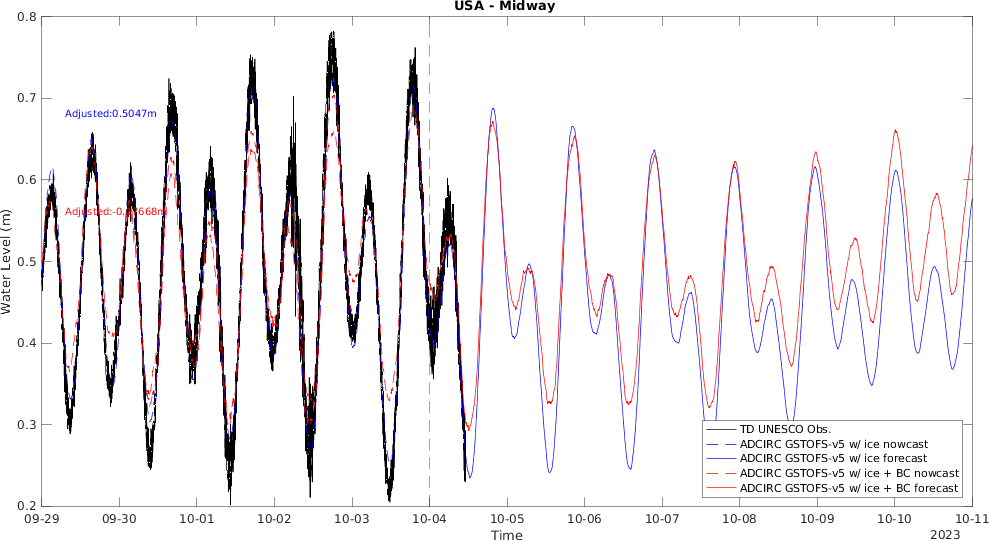 USA - Midway
0.8
0.7
0.6
0.5
0.4
0.3
0.2
Water Level (m)
Adjusted:0.5047m
09-29
09-30
10-01
10-02
10-03
10-04
10-05
10-06
10-07
10-08
10-09
10-10
10-11
Time
2023
TD UNESCO Obs.
ADCIRC GSTOFS-v5 w/ ice nowcast
ADCIRC GSTOFS-v5 w/ ice forecast
ADCIRC GSTOFS-v5 w/ ice + BC nowcast
ADCIRC GSTOFS-v5 w/ ice + BC forecast